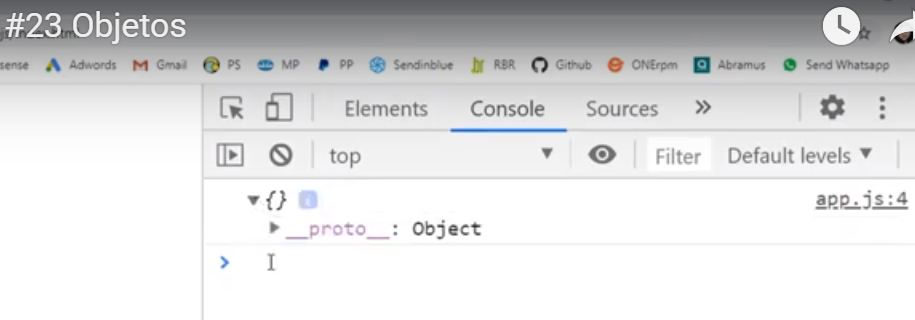 #23 Objetos
sense Adwords Gmail PS MP PP Sendinblue RBR Github ONErpm Abramus Send Whatsapp
Elements Console Sources »
top ▼ Filter Default levels ▼
▼{} i app.js:4
▶ __proto__: Object
>